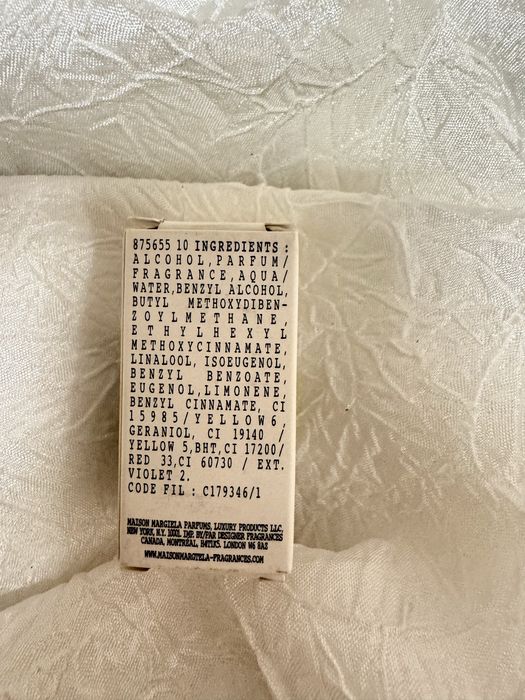 875655 10 INGREDIENTS :
ALCOHOL,PARFUM/
FRAGRANCE,AQUA/
WATER,BENZYL ALCOHOL,
BUTYL METHOXYDIBEN-
ZOYLMETHANE,
ETHYLHEXYL
METHOXYCINNAMATE,
LINALOOL, ISOEUGENOL,
BENZYL BENZOATE,
EUGENOL,LIMONENE,
BENZYL CINNAMATE, CI
15985/YELLOW6,
GERANIOL, CI 19140 /
YELLOW 5,BHT,CI 17200/
RED 33,CI 60730 / EXT.
VIOLET 2.
CODE FIL : C179346/1
MAISON MARGIELA PARFUMS, LUXURY PRODUCTS LLC,
NEW YORK, N.Y. 10001. IMP. BY/PAR DESIGNER FRAGRANCES
CANADA, MONTREAL, H4T1K5. LONDON W6 8AZ
WWW.MAISONMARGIELA-FRAGRANCES.COM